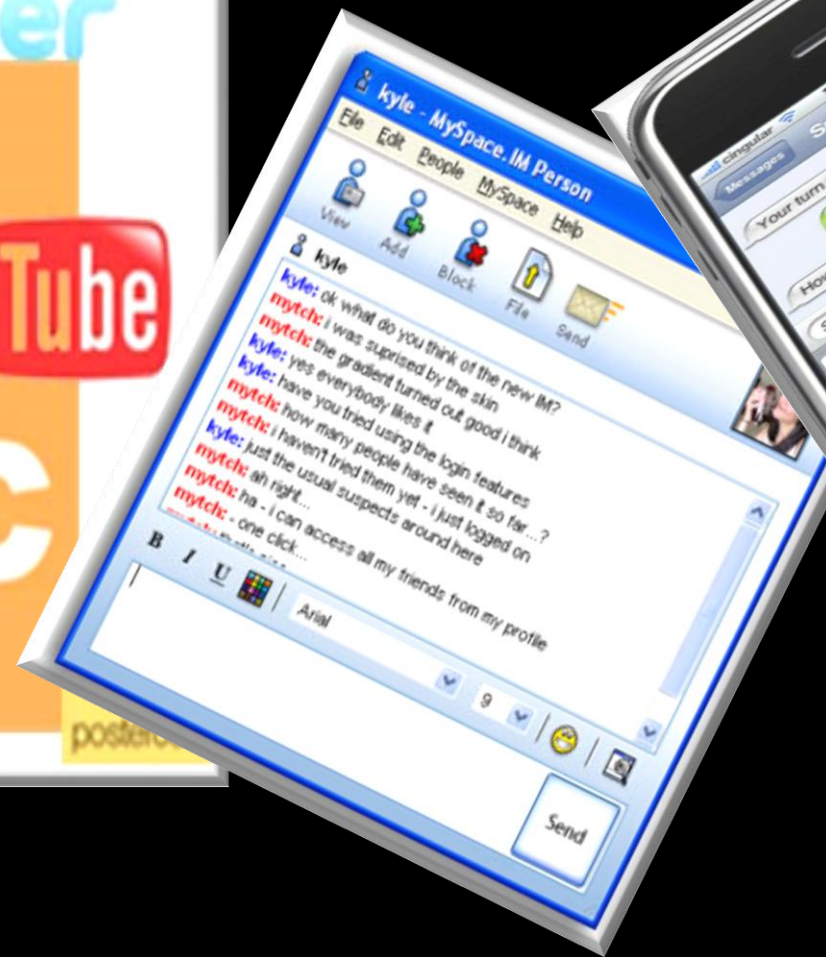 er
Tube
C
poster
kyle - MySpace.IM Person
File Edit People MySpace Help
View Add Block File Send
kyle
kyle: ok what do you think of the new IM?
mytch: i was suprised by the skin
mytch: the gradient turned out good i think
kyle: yes everybody likes it
kyle: have you tried using the login features
mytch: how many people have seen it so far...?
mytch: i haven't tried them yet - i just logged on
kyle: just the usual suspects around here
mytch: ah right...
mytch: ha - i can access all my friends from my profile
mytch: - one click...
B I U Arial 9
Send
cingular
Messages
Your turn
How